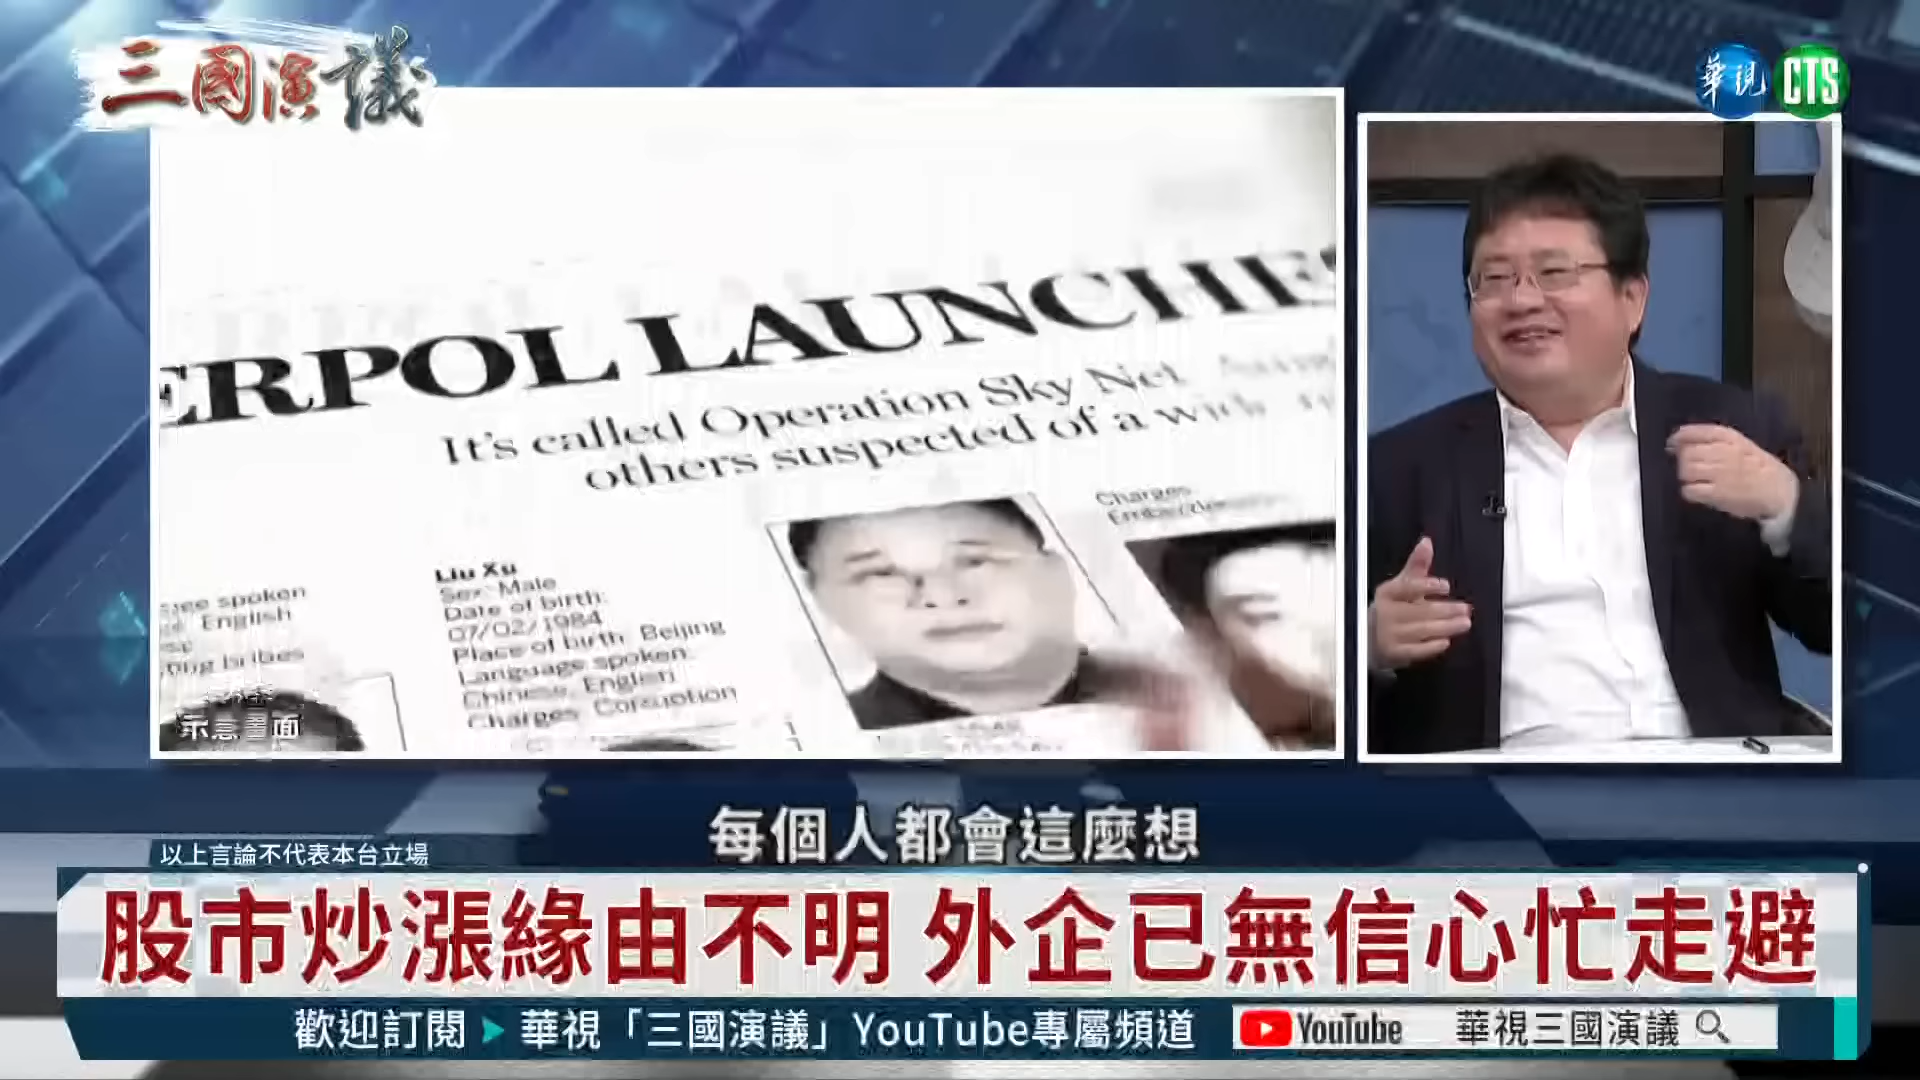 三國演議
華視 CTS
ERPOL LAUNCHES
It's called Operation Sky Net
others suspected of a wide
Charges:
Liu Xu
Sex: Male
Date of birth:
07/02/1984
Place of birth: Beijing
Language spoken:
Chinese, English
Charges: Corruption
spoken
English
bribes
示意畫面
每個人都會這麼想
以上言論不代表本台立場
股市炒漲緣由不明 外企已無信心忙走避
歡迎訂閱 華視「三國演議」YouTube專屬頻道
YouTube 華視三國演議